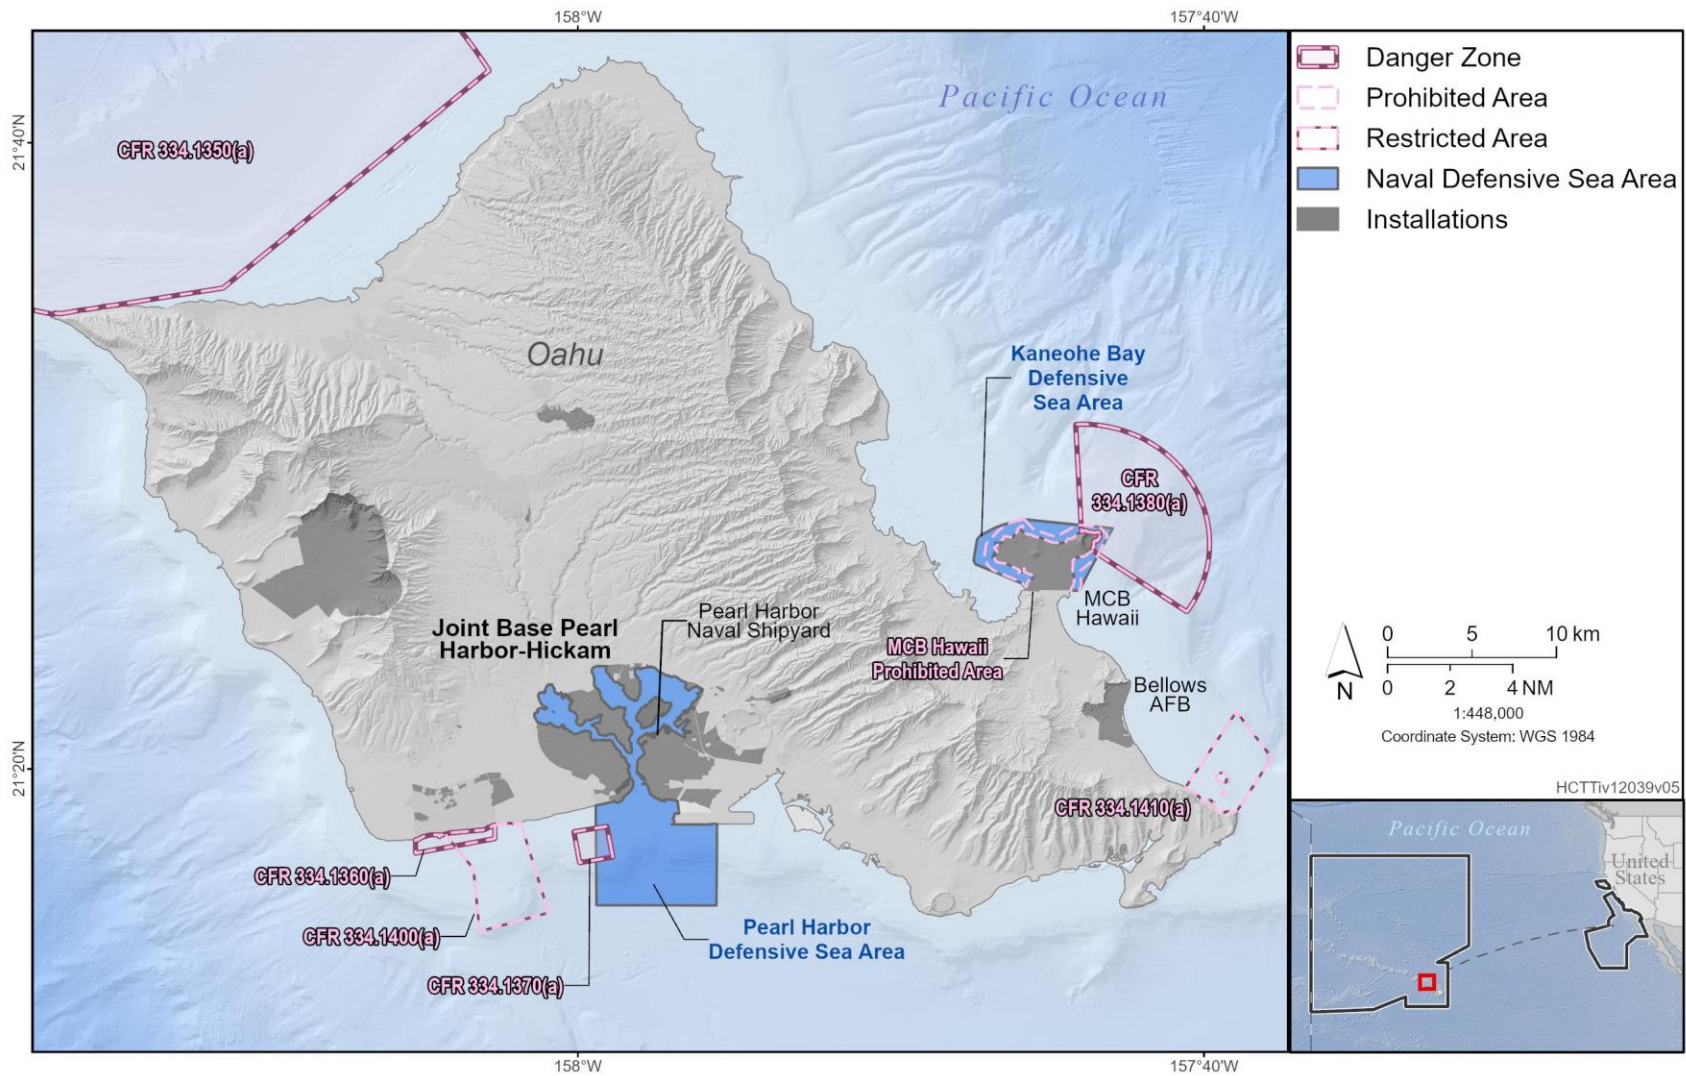 158°W
157°40'W
21°40'N
21°20'N
CFR 334.1350(a)
Pacific Ocean
Oahu
Kaneohe Bay
Defensive
Sea Area
CFR
334.1380(a)
MCB
Hawaii
Pearl Harbor
Naval Shipyard
Joint Base Pearl
Harbor-Hickam
MCB Hawaii
Prohibited Area
Bellows
AFB
CFR 334.1410(a)
CFR 334.1360(a)
CFR 334.1400(a)
CFR 334.1370(a)
Pearl Harbor
Defensive Sea Area
158°W
157°40'W
Danger Zone
Prohibited Area
Restricted Area
Naval Defensive Sea Area
Installations
N
0 5 10 km
0 2 4 NM
1:448,000
Coordinate System: WGS 1984
HCTTiv12039v05
Pacific Ocean
United
States